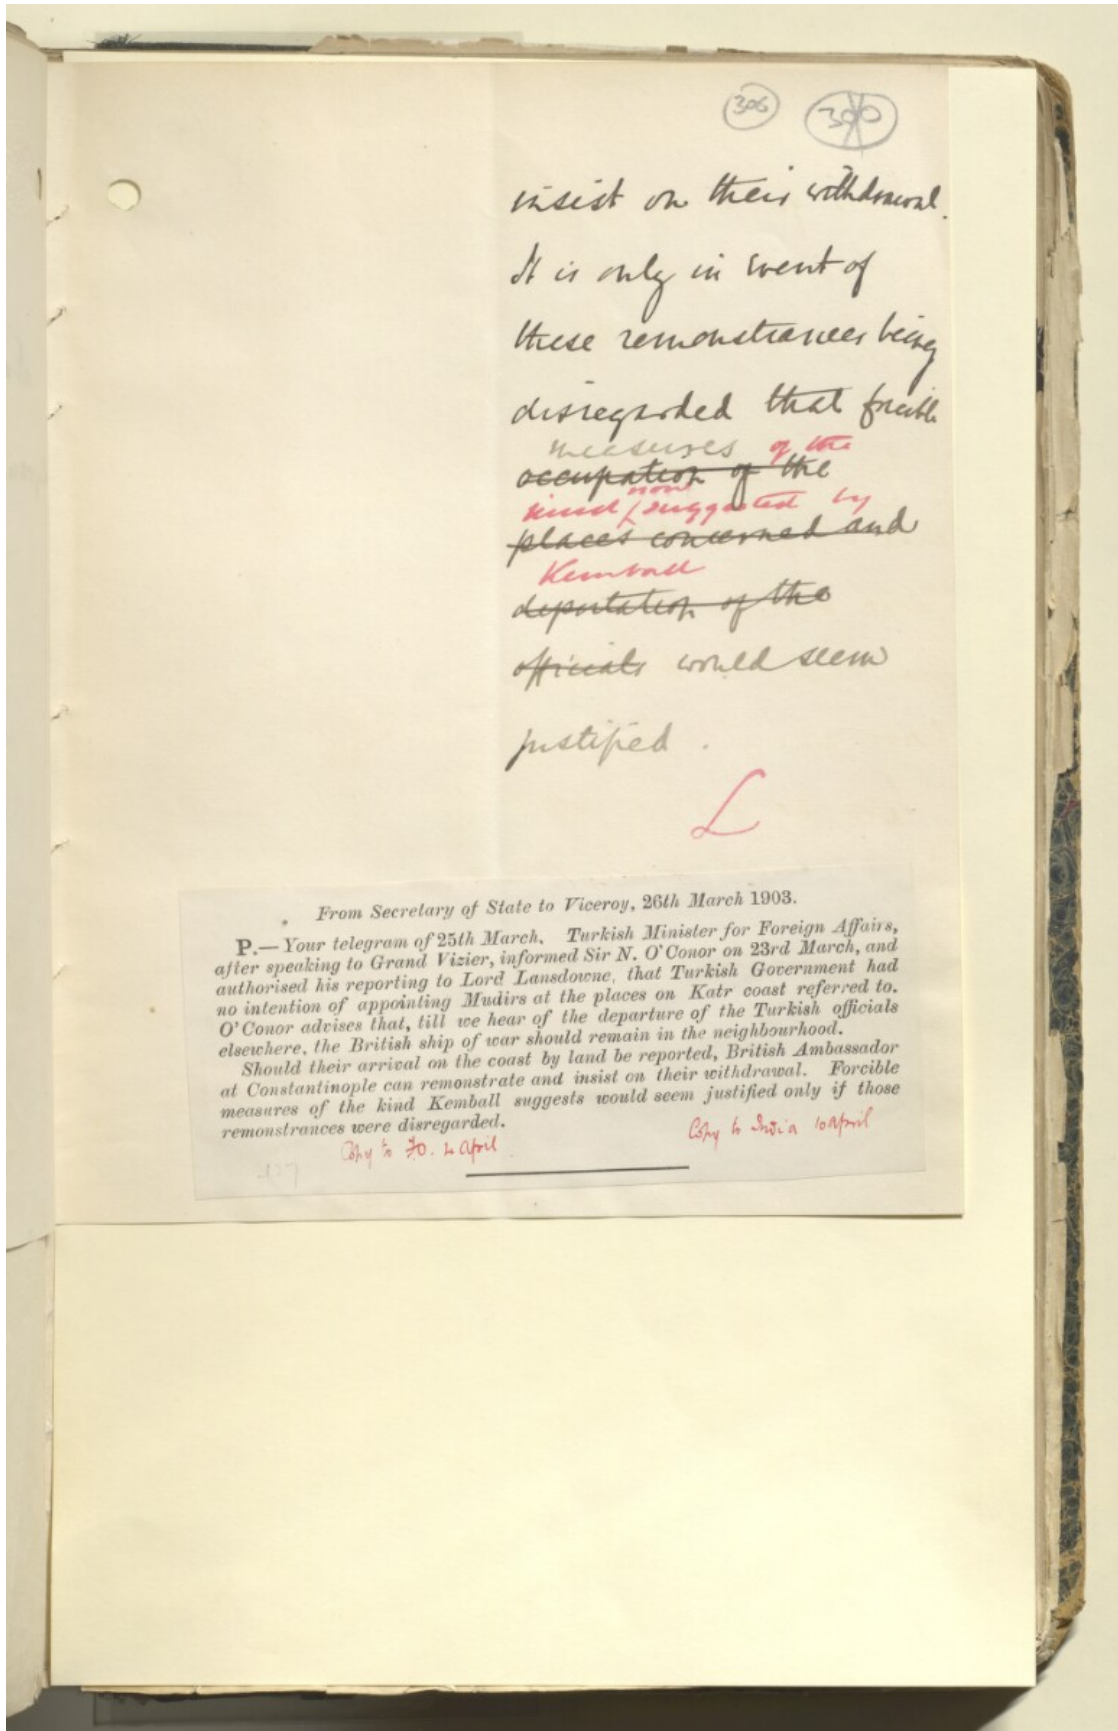 306 300
insist on their withdrawal.
It is only in event of
these remonstrances being
disregarded that forcible
measures of the
occupation of the
now
kind suggested by
places concerned and
Kemball
deportation of the
officials would seem
justified.
L
From Secretary of State to Viceroy, 26th March 1903.
P.—Your telegram of 25th March. Turkish Minister for Foreign Affairs,
after speaking to Grand Vizier, informed Sir N. O'Conor on 23rd March, and
authorised his reporting to Lord Lansdowne, that Turkish Government had
no intention of appointing Mudirs at the places on Katr coast referred to.
O'Conor advises that, till we hear of the departure of the Turkish officials
elsewhere, the British ship of war should remain in the neighbourhood.
Should their arrival on the coast by land be reported, British Ambassador
at Constantinople can remonstrate and insist on their withdrawal. Forcible
measures of the kind Kemball suggests would seem justified only if those
remonstrances were disregarded.
Copy to India 10 April
Copy to FO. 2 April